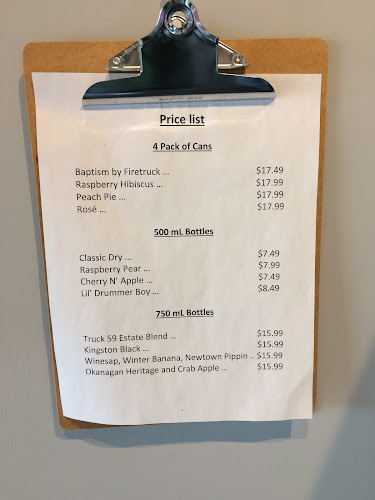 Price list
4 Pack of Cans
Baptism by Firetruck ... $17.49
Raspberry Hibiscus ... $17.99
Peach Pie ... $17.99
Rosé ... $17.99
500 mL Bottles
Classic Dry ... $7.49
Raspberry Pear ... $7.99
Cherry N' Apple ... $7.49
Lil' Drummer Boy ... $8.49
750 mL Bottles
Truck 59 Estate Blend ... $15.99
Kingston Black ... $15.99
Winesap, Winter Banana, Newtown Pippin .. $15.99
Okanagan Heritage and Crab Apple ... $15.99